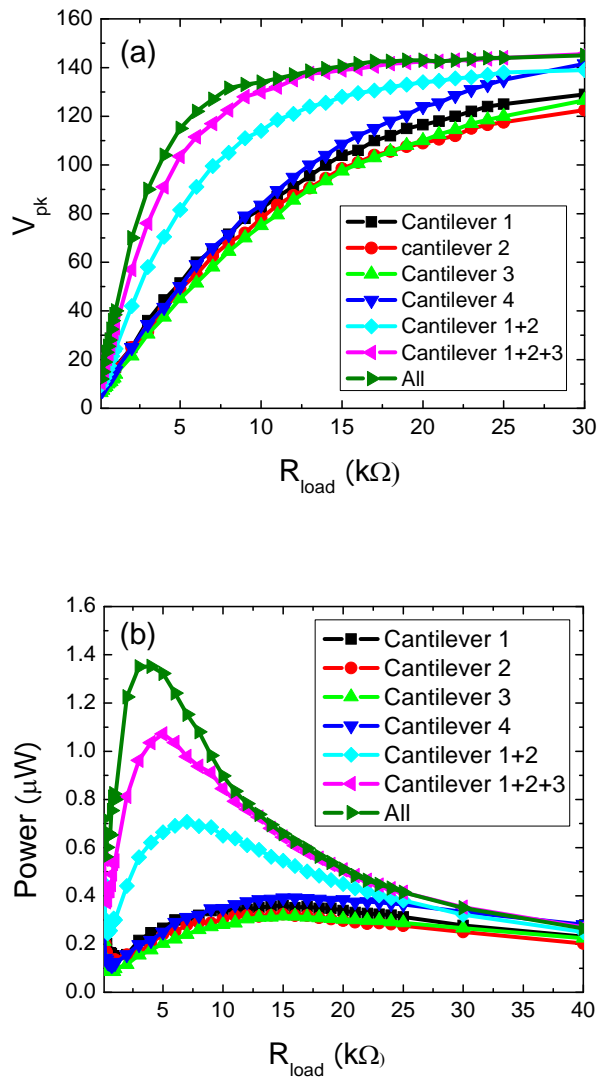 (a)
160
140
120
100
80
60
40
20
0
V_pk
Cantilever 1
cantilever 2
Cantilever 3
Cantilever 4
Cantilever 1+2
Cantilever 1+2+3
All
5 10 15 20 25 30
R_load (kΩ)
(b)
1.6
1.4
1.2
1.0
0.8
0.6
0.4
0.2
0.0
Power (μW)
Cantilever 1
Cantilever 2
Cantilever 3
Cantilever 4
Cantilever 1+2
Cantilever 1+2+3
All
5 10 15 20 25 30 35 40
R_load (kΩ)